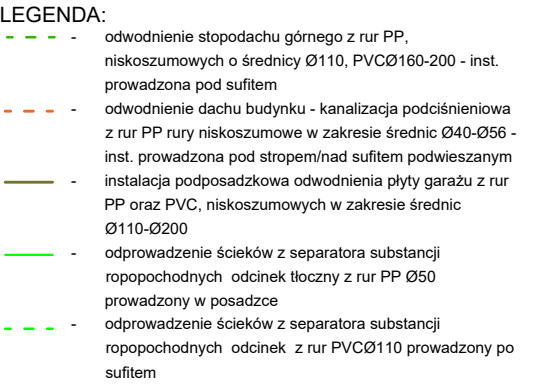 LEGENDA:
- odwodnienie stopodachu górnego z rur PP,
niskoszumowych o średnicy Ø110, PVCØ160-200 - inst.
prowadzona pod sufitem
- odwodnienie dachu budynku - kanalizacja podciśnieniowa
z rur PP rury niskoszumowe w zakresie średnic Ø40-Ø56 -
inst. prowadzona pod stropem/nad sufitem podwieszanym
- instalacja podposadzkowa odwodnienia płyty garażu z rur
PP oraz PVC, niskoszumowych w zakresie średnic
Ø110-Ø200
- odprowadzenie ścieków z separatora substancji
ropopochodnych odcinek tłoczny z rur PP Ø50
prowadzony w posadzce
- odprowadzenie ścieków z separatora substancji
ropopochodnych odcinek z rur PVCØ110 prowadzony po
sufitem